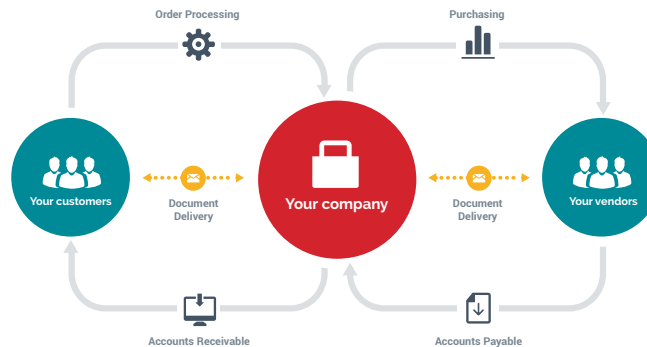 Order Processing
Purchasing
Your customers
Document
Delivery
Your company
Document
Delivery
Your vendors
Accounts Receivable
Accounts Payable